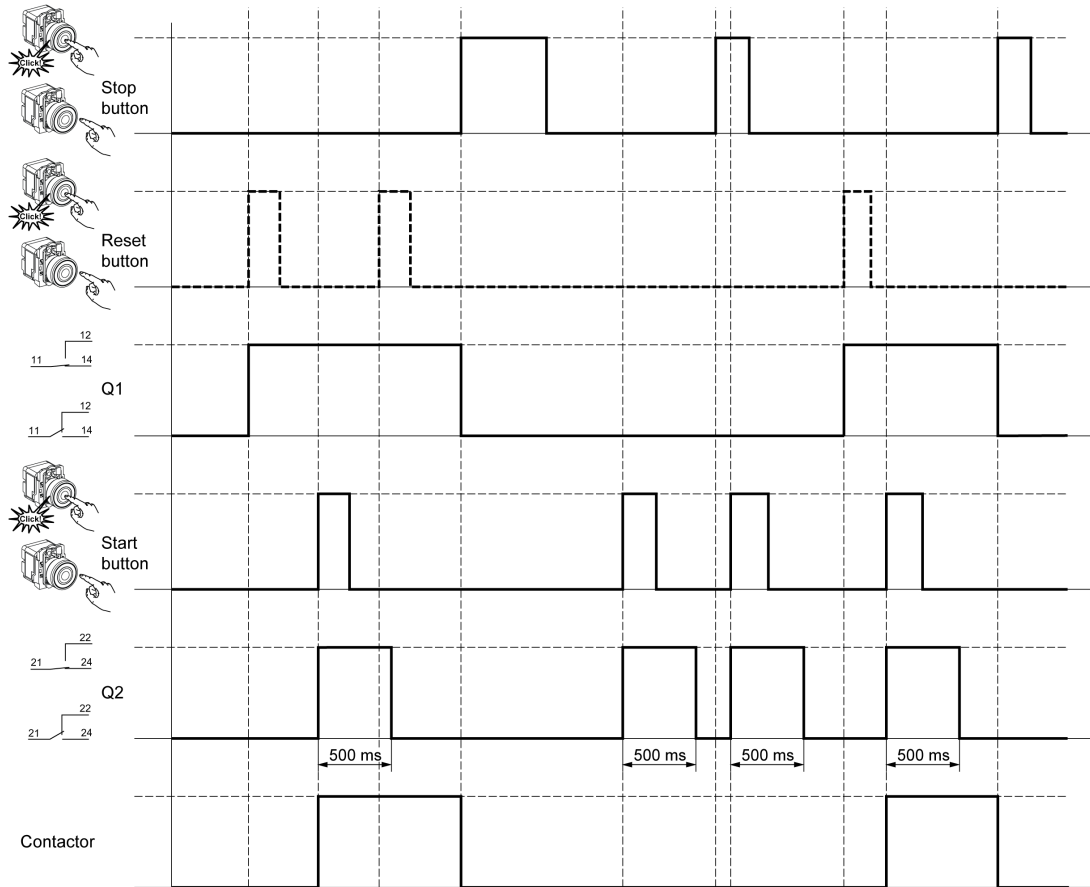 Click!
Stop
button
Click!
Reset
button
12
11 14
Q1
12
11 14
Click!
Start
button
22
21 24
Q2
22
21 24
500 ms 500 ms 500 ms 500 ms
Contactor